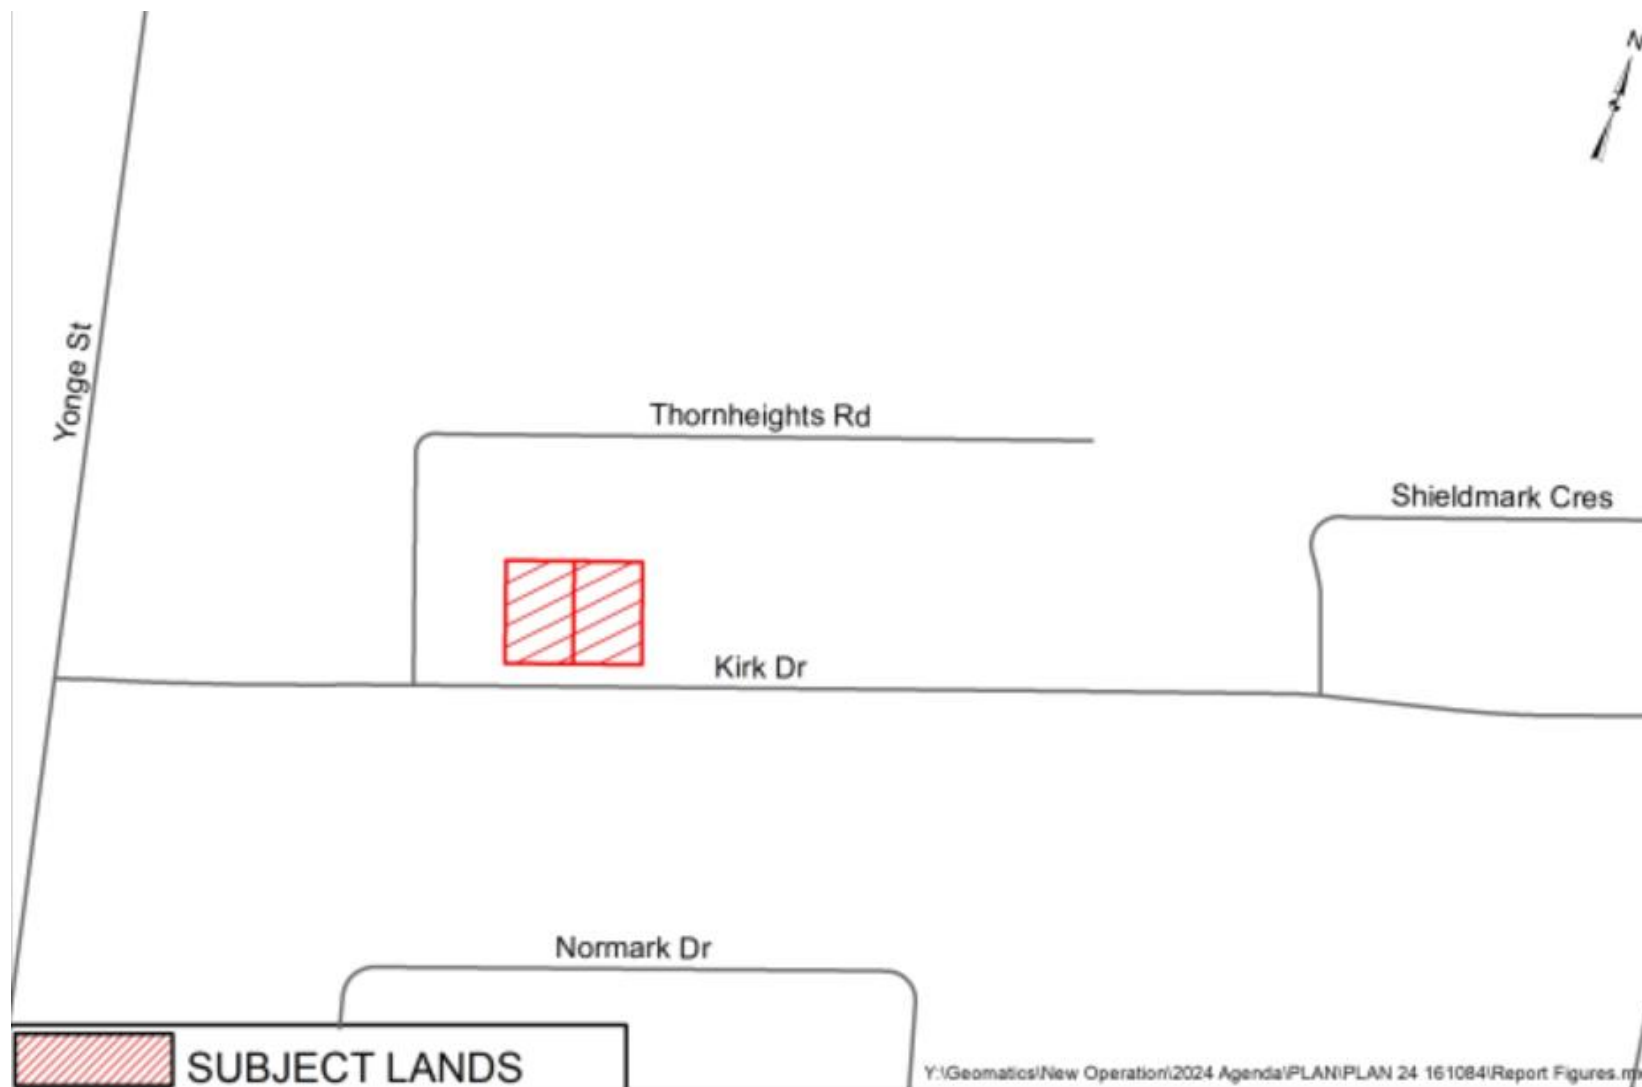 N
Yonge St
Thornheights Rd
Shieldmark Cres
Kirk Dr
Normark Dr
SUBJECT LANDS
Y:\Geomatics\New Operation\2024 Agenda\PLAN\PLAN 24 161084\Report Figures.m